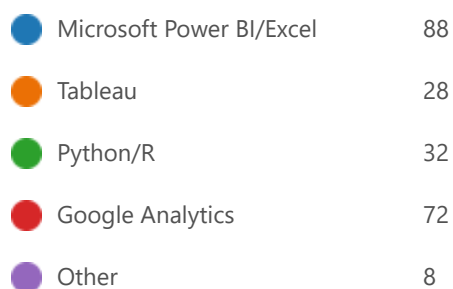 Microsoft Power BI/Excel 88
Tableau 28
Python/R 32
Google Analytics 72
Other 8